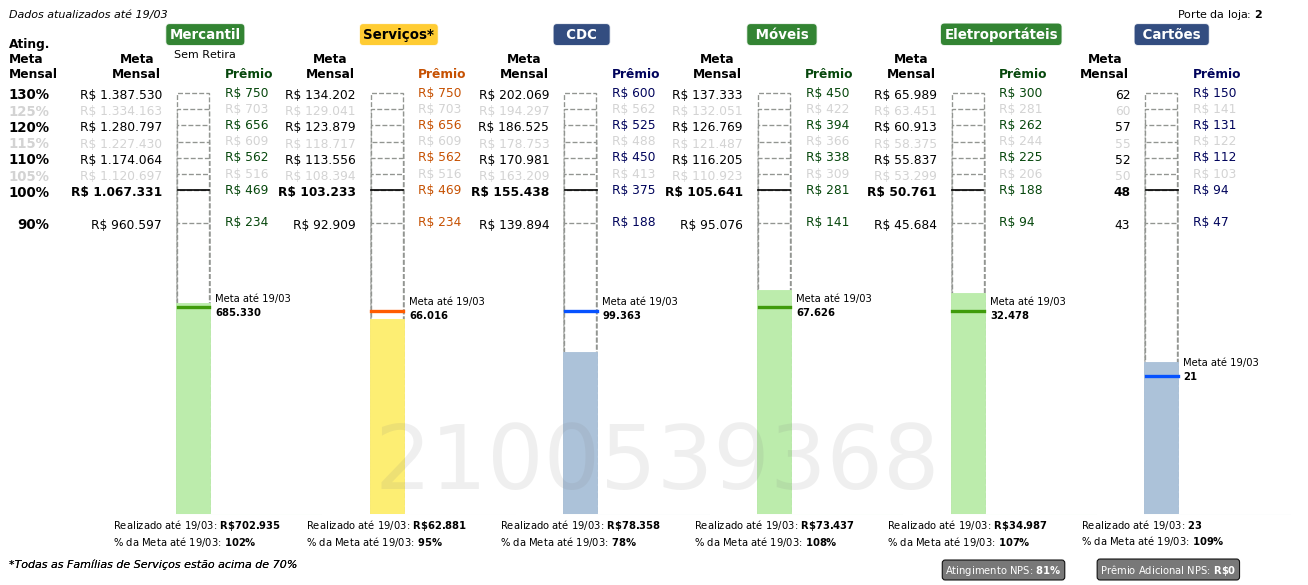 Dados atualizados até 19/03
Porte da loja: 2
Mercantil Serviços* CDC Móveis Eletroportáteis Cartões
Sem Retira
Ating. Meta Mensal
Meta Mensal Prêmio Meta Mensal Prêmio Meta Mensal Prêmio Meta Mensal Prêmio Meta Mensal Prêmio Meta Mensal Prêmio
130% R$ 1.387.530 R$ 750 R$ 134.202 R$ 750 R$ 202.069 R$ 600 R$ 137.333 R$ 450 R$ 65.989 R$ 300 62 R$ 150
125% R$ 1.334.163 R$ 703 R$ 129.041 R$ 703 R$ 194.297 R$ 562 R$ 132.051 R$ 422 R$ 63.451 R$ 281 60 R$ 141
120% R$ 1.280.797 R$ 656 R$ 123.879 R$ 656 R$ 186.525 R$ 525 R$ 126.769 R$ 394 R$ 60.913 R$ 262 57 R$ 131
115% R$ 1.227.430 R$ 609 R$ 118.717 R$ 609 R$ 178.753 R$ 488 R$ 121.487 R$ 366 R$ 58.375 R$ 244 55 R$ 122
110% R$ 1.174.064 R$ 562 R$ 113.556 R$ 562 R$ 170.981 R$ 450 R$ 116.205 R$ 338 R$ 55.837 R$ 225 52 R$ 112
105% R$ 1.120.697 R$ 516 R$ 108.394 R$ 516 R$ 163.209 R$ 413 R$ 110.923 R$ 309 R$ 53.299 R$ 206 50 R$ 103
100% R$ 1.067.331 R$ 469 R$ 103.233 R$ 469 R$ 155.438 R$ 375 R$ 105.641 R$ 281 R$ 50.761 R$ 188 48 R$ 94
90% R$ 960.597 R$ 234 R$ 92.909 R$ 234 R$ 139.894 R$ 188 R$ 95.076 R$ 141 R$ 45.684 R$ 94 43 R$ 47
Meta até 19/03 Meta até 19/03 Meta até 19/03 Meta até 19/03 Meta até 19/03
685.330 66.016 99.363 67.626 32.478
Meta até 19/03
21
2100539368
Realizado até 19/03: R$702.935 Realizado até 19/03: R$62.881 Realizado até 19/03: R$78.358 Realizado até 19/03: R$73.437 Realizado até 19/03: R$34.987 Realizado até 19/03: 23
% da Meta até 19/03: 102% % da Meta até 19/03: 95% % da Meta até 19/03: 78% % da Meta até 19/03: 108% % da Meta até 19/03: 107% % da Meta até 19/03: 109%
*Todas as Famílias de Serviços estão acima de 70%
Atingimento NPS: 81% Prêmio Adicional NPS: R$0